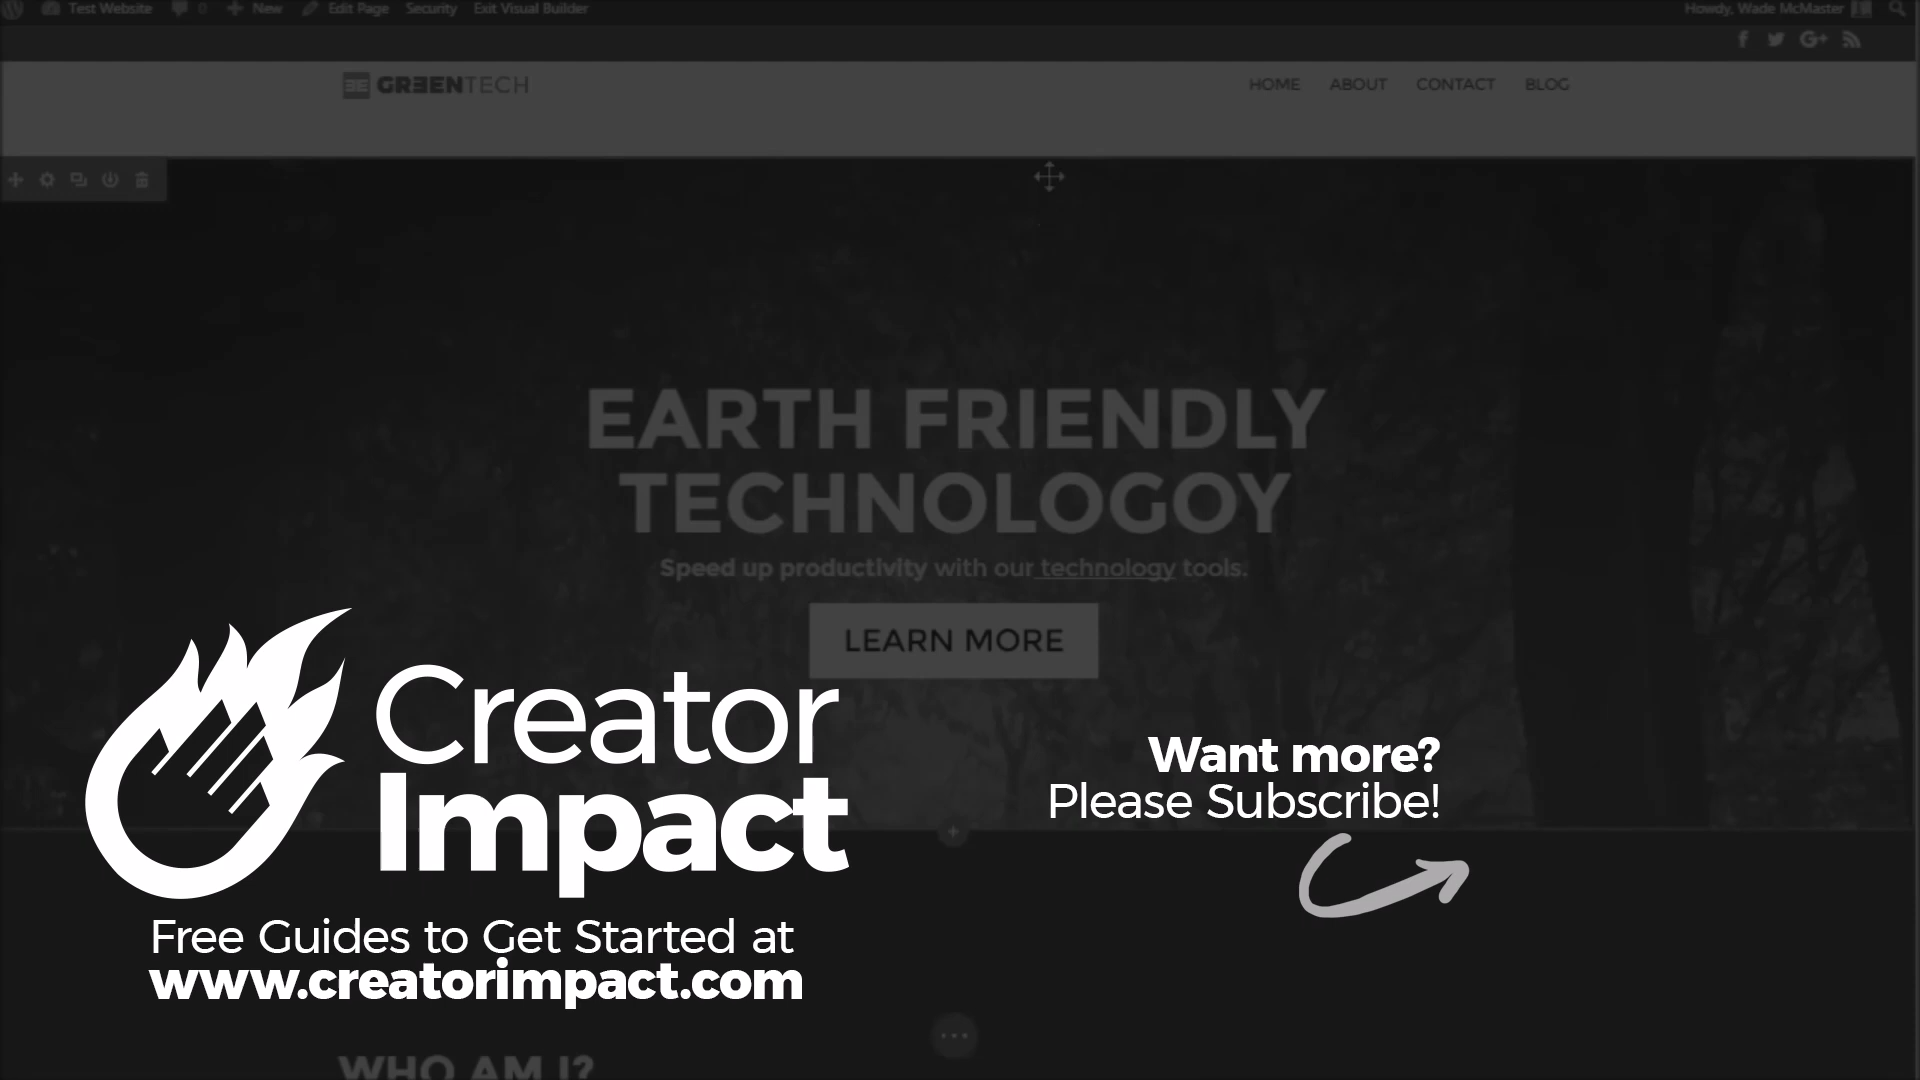 Test Website 0 New Edit Page Security Exit Visual Builder Howdy, Wade McMaster
GREENTECH HOME ABOUT CONTACT BLOG
EARTH FRIENDLY
TECHNOLOGOY
Speed up productivity with our technology tools.
LEARN MORE
Creator
Impact
Free Guides to Get Started at
www.creatorimpact.com
Want more?
Please Subscribe!
WHO AM I?